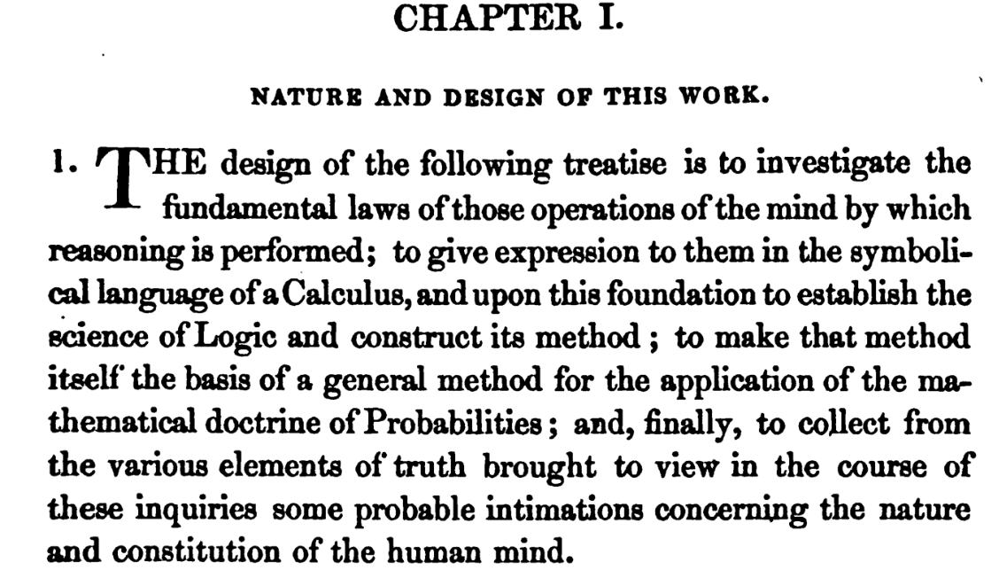 CHAPTER I.
NATURE AND DESIGN OF THIS WORK.
1. THE design of the following treatise is to investigate the
fundamental laws of those operations of the mind by which
reasoning is performed; to give expression to them in the symboli-
cal language of a Calculus, and upon this foundation to establish the
science of Logic and construct its method ; to make that method
itself the basis of a general method for the application of the ma-
thematical doctrine of Probabilities ; and, finally, to collect from
the various elements of truth brought to view in the course of
these inquiries some probable intimations concerning the nature
and constitution of the human mind.